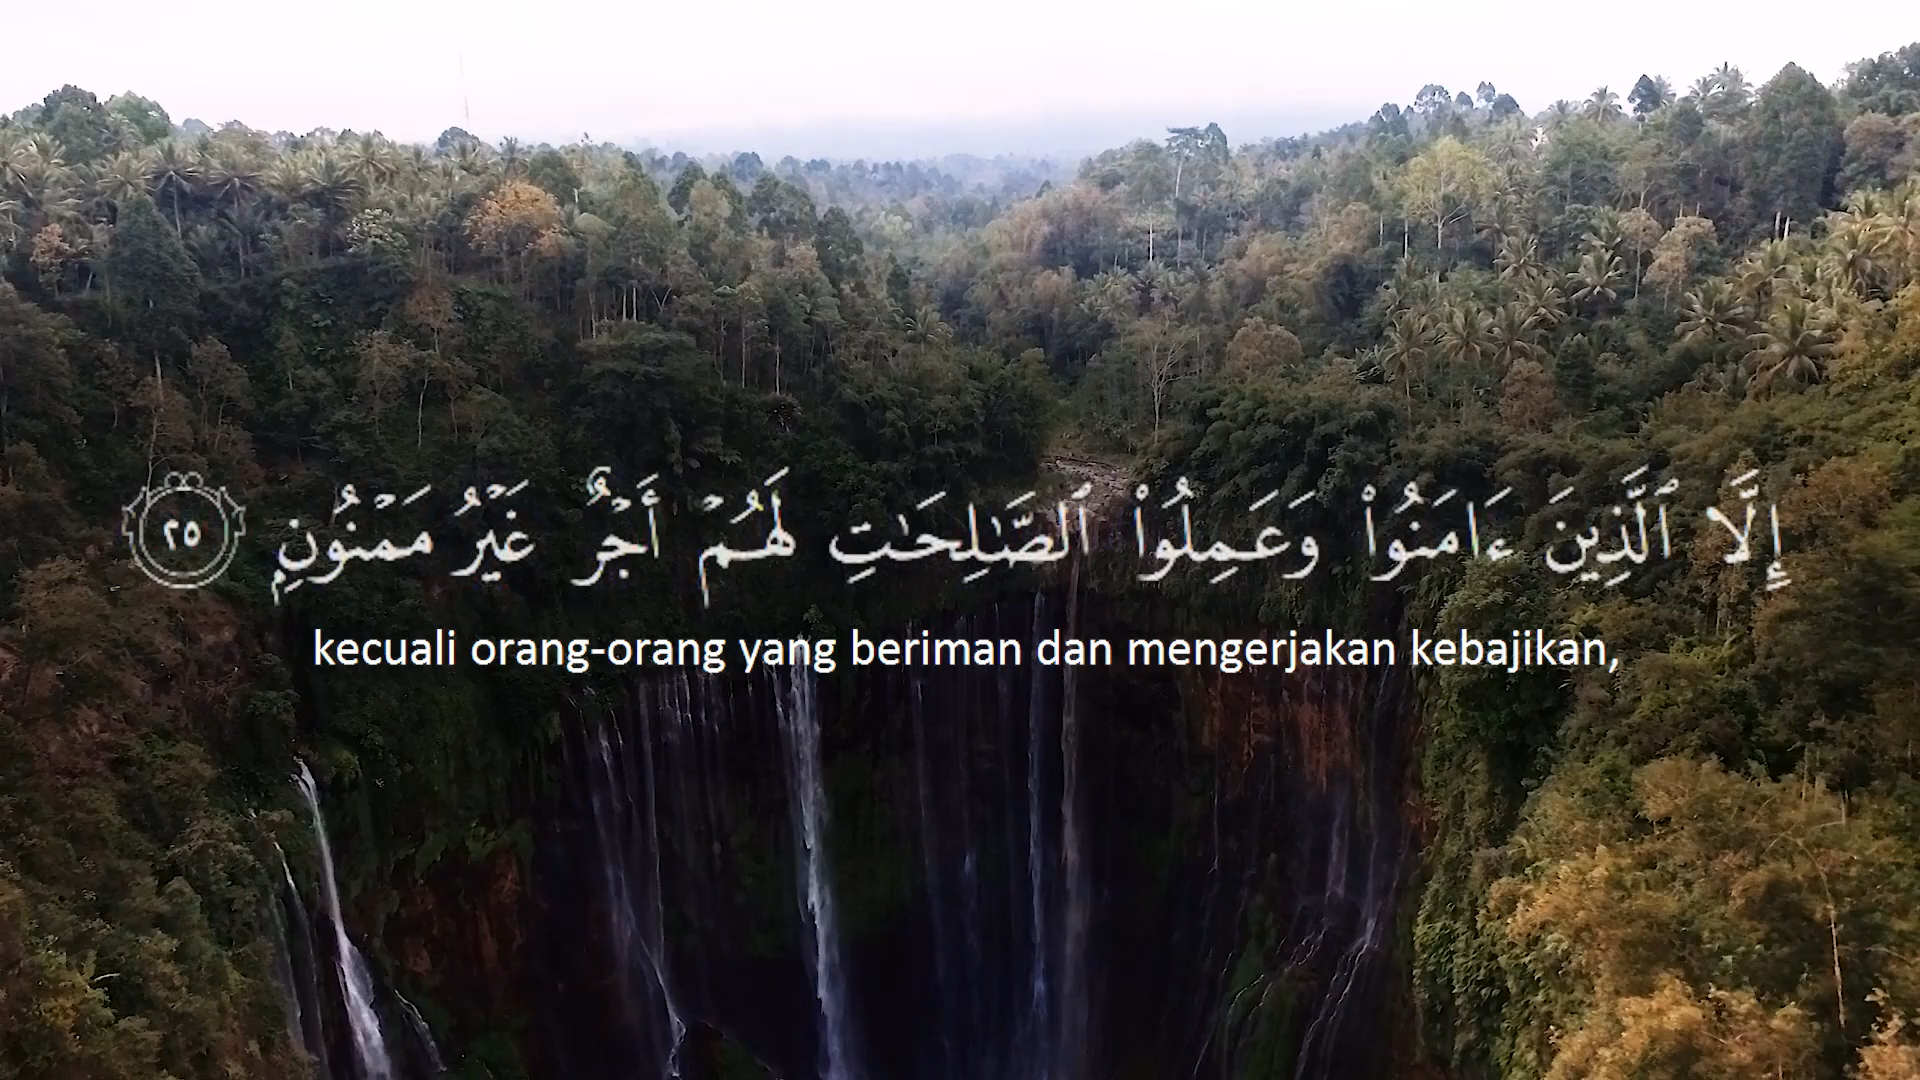 إِلَّا ٱلَّذِينَ ءَامَنُوا۟ وَعَمِلُوا۟ ٱلصَّـٰلِحَـٰتِ لَهُمْ أَجْرٌ غَيْرُ مَمْنُونٍۭ ٢٥
kecuali orang-orang yang beriman dan mengerjakan kebajikan,